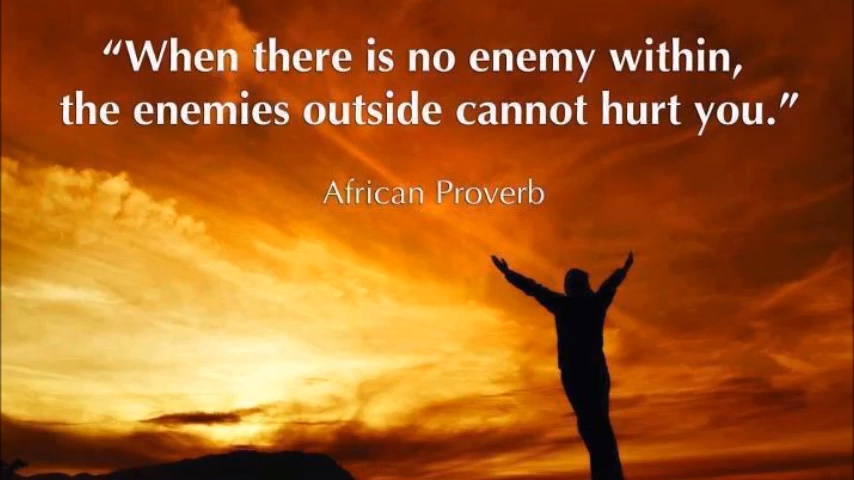 “When there is no enemy within,
the enemies outside cannot hurt you.”
African Proverb